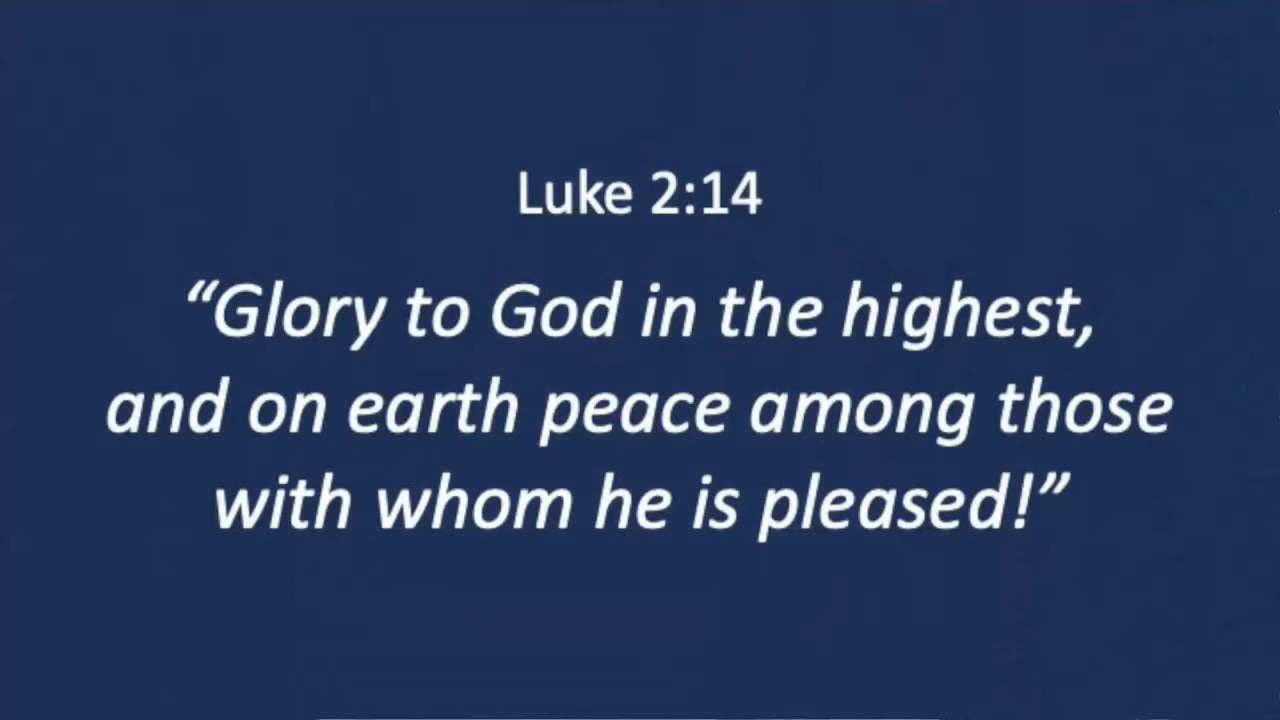 Luke 2:14
“Glory to God in the highest,
and on earth peace among those
with whom he is pleased!”